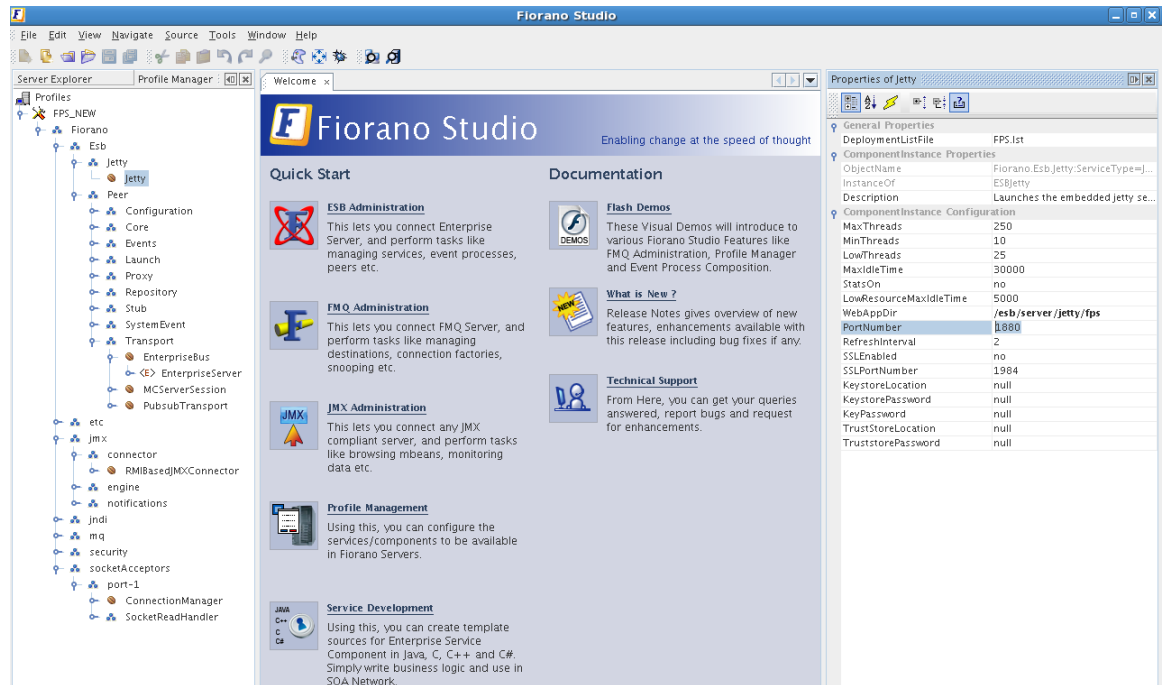 Fiorano Studio
File Edit View Navigate Source Tools Window Help
Server Explorer
Profile Manager
Profiles
FPS_NEW
Fiorano
Esb
Jetty
Jetty
Peer
Configuration
Core
Events
Launch
Proxy
Repository
Stub
SystemEvent
Transport
EnterpriseBus
<E> EnterpriseServer
MCServerSession
PubsubTransport
etc
jmx
connector
RMIBasedJMXConnector
engine
notifications
jndi
mq
security
socketAcceptors
port-1
ConnectionManager
SocketReadHandler
Welcome
Fiorano Studio
Enabling change at the speed of thought
Quick Start
ESB Administration
This lets you connect Enterprise
Server, and perform tasks like
managing services, event processes,
peers etc.
FMQ Administration
This lets you connect FMQ Server, and
perform tasks like managing
destinations, connection factories,
snooping etc.
JMX
JMX Administration
This lets you connect any JMX
compliant server, and perform tasks
like browsing mbeans, monitoring
data etc.
Profile Management
Using this, you can configure the
services/components to be available
in Fiorano Servers.
JAVA
C++
C
C#
Service Development
Using this, you can create template
sources for Enterprise Service
Component in Java, C, C++ and C#.
Simply write business logic and use in
SOA Network.
Documentation
DEMOS
Flash Demos
These Visual Demos will introduce to
various Fiorano Studio Features like
FMQ Administration, Profile Manager
and Event Process Composition.
NEW
What is New ?
Release Notes gives overview of new
features, enhancements available with
this release including bug fixes if any.
Technical Support
From Here, you can get your queries
answered, report bugs and request
for enhancements.
Properties of Jetty
General Properties
DeploymentListFile FPS.lst
ComponentInstance Properties
ObjectName Fiorano.Esb.Jetty:ServiceType=J...
InstanceOf ESBJetty
Description Launches the embedded jetty se...
ComponentInstance Configuration
MaxThreads 250
MinThreads 10
LowThreads 25
MaxIdleTime 30000
StatsOn no
LowResourceMaxIdleTime 5000
WebAppDir /esb/server/jetty/fps
PortNumber 1880
RefreshInterval 2
SSLEnabled no
SSLPortNumber 1984
KeystoreLocation null
KeystorePassword null
KeyPassword null
TrustStoreLocation null
TruststorePassword null